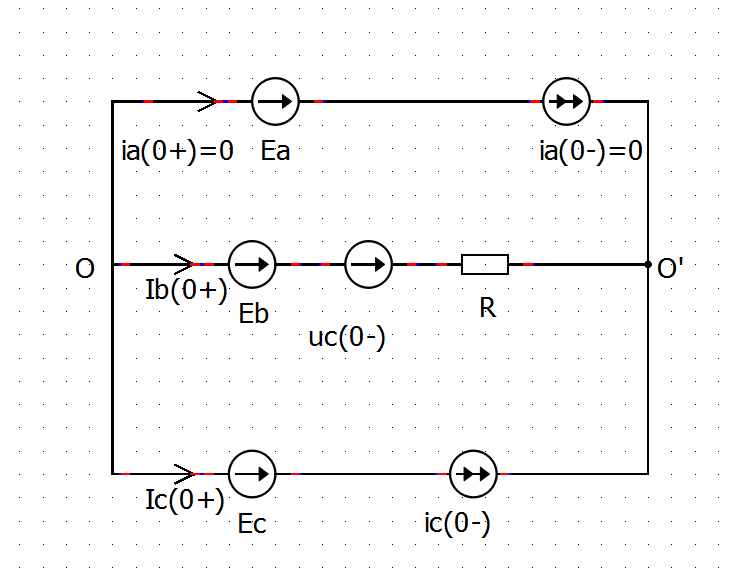 ia(0+)=0 Ea ia(0-)=0
O O'
Ib(0+) Eb R
uc(0-)
Ic(0+) Ec ic(0-)